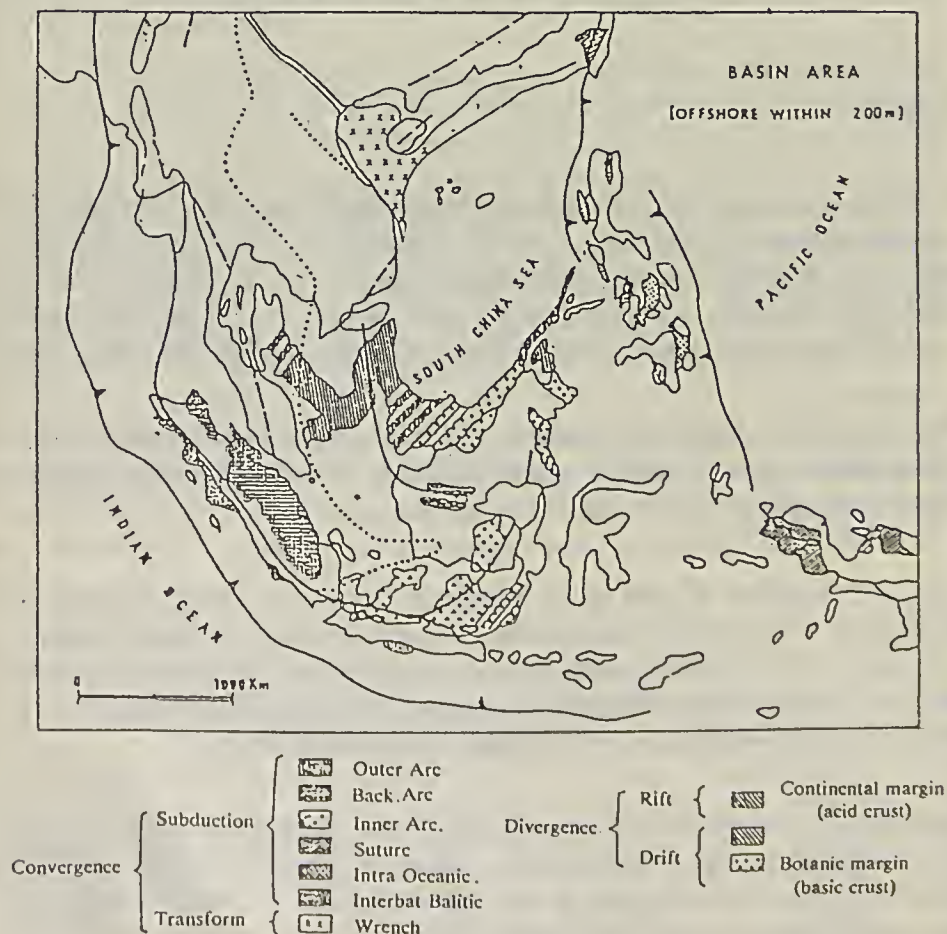 BASIN AREA
[OFFSHORE WITHIN 200m]
PACIFIC OCEAN
SOUTH CHINA SEA
INDIAN OCEAN
0
Convergence
Subduction
Outer Arc
Back.Arc
Inner Arc.
Suture
Intra Oceanic.
Interbat Balitic
Transform
Wrench
Divergence
Rift
Continental margin
(acid crust)
Drift
Botanic margin
(basic crust)